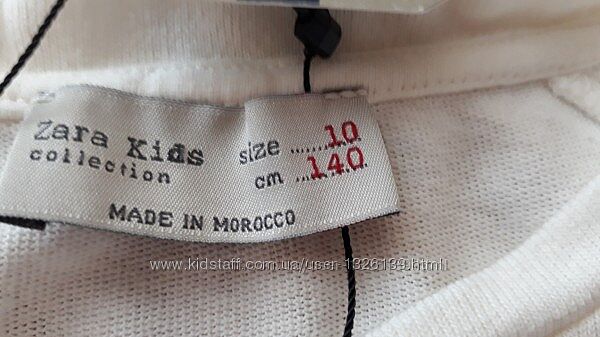 Zara Kids
collection
size ......10
cm ....140
MADE IN MOROCCO
www.kidstaff.com.ua/user-1326139.html